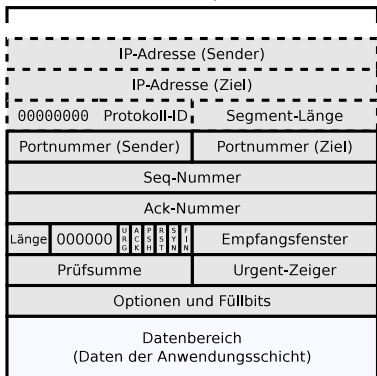 IP-Adresse (Sender)
IP-Adresse (Ziel)
00000000 Protokoll-ID Segment-Länge
Portnummer (Sender) Portnummer (Ziel)
Seq-Nummer
Ack-Nummer
Länge 000000 URG ACK PSH RST SYN FIN Empfangsfenster
Prüfsumme Urgent-Zeiger
Optionen und Füllbits
Datenbereich
(Daten der Anwendungsschicht)